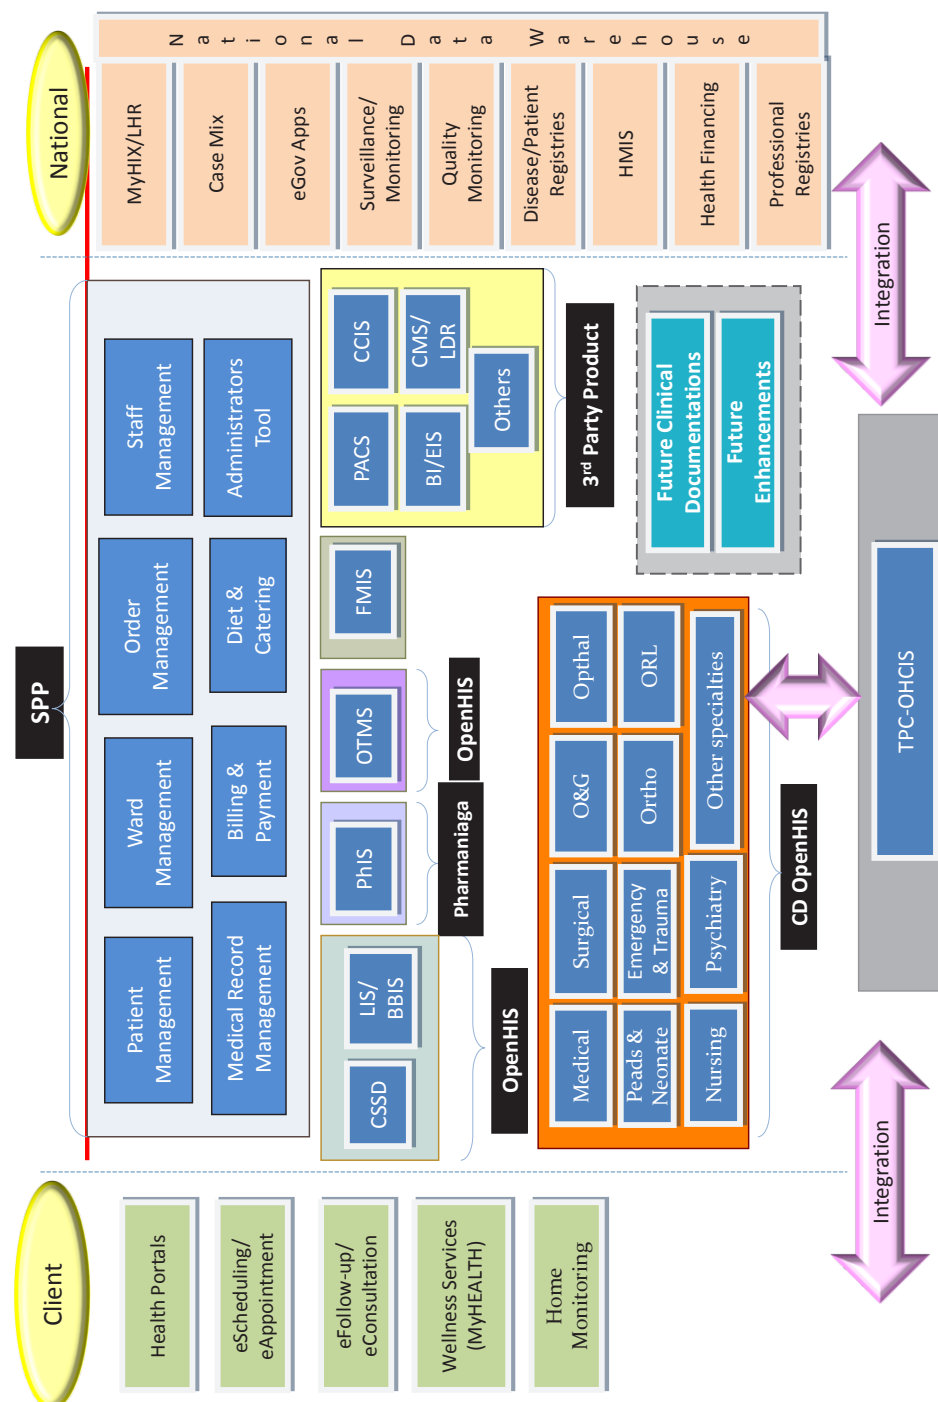 Client
Health Portals
eScheduling/
eAppointment
eFollow-up/
eConsultation
Wellness Services
(MyHEALTH)
Home
Monitoring
SPP
Patient
Management
Ward
Management
Order
Management
Staff
Management
Medical Record
Management
Billing &
Payment
Diet &
Catering
Administrators
Tool
CSSD
LIS/
BBIS
OpenHIS
PhIS
Pharmaniaga
OTMS
OpenHIS
FMIS
PACS
CCIS
BI/EIS
CMS/
LDR
Others
3rd Party Product
Medical
Surgical
O&G
Opthal
Peads &
Neonate
Emergency
& Trauma
Ortho
ORL
Nursing
Psychiatry
Other specialties
CD OpenHIS
Future Clinical
Documentations
Future
Enhancements
National
MyHIX/LHR
Case Mix
eGov Apps
Surveillance/
Monitoring
Quality
Monitoring
Disease/Patient
Registries
HMIS
Health Financing
Professional
Registries
National Data Warehouse
Integration
TPC-OHCIS
Integration